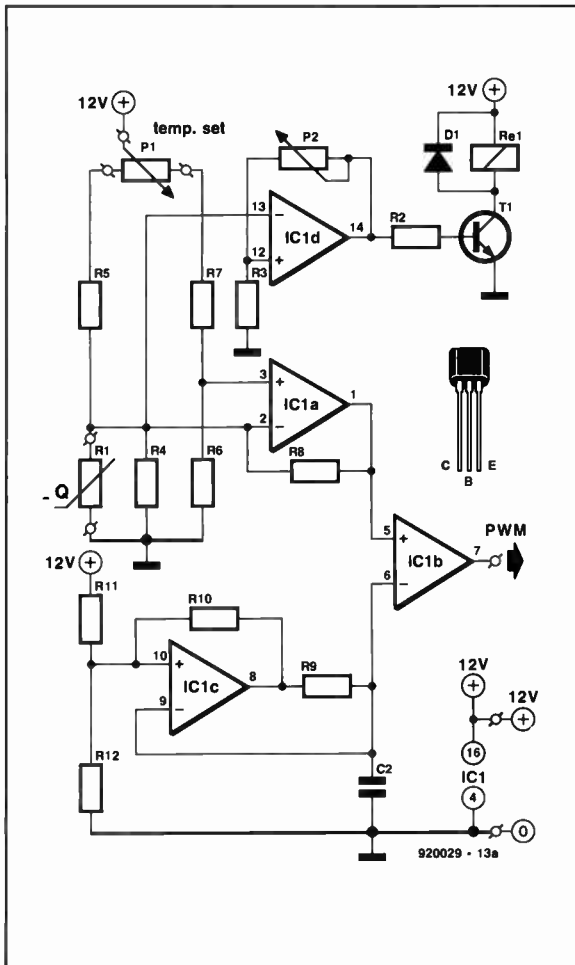 12V
temp. set
P1
P2
12V
D1
Re1
T1
13
IC1d
14
R2
12
R3
R5
R7
3
IC1a
1
2
R8
R1
R4
R6
- Q
C
B
E
5
IC1b
7
PWM
6
12V
R11
R10
10
IC1c
8
R9
9
12V
12V
16
IC1
4
R12
C2
0
920029 - 13a